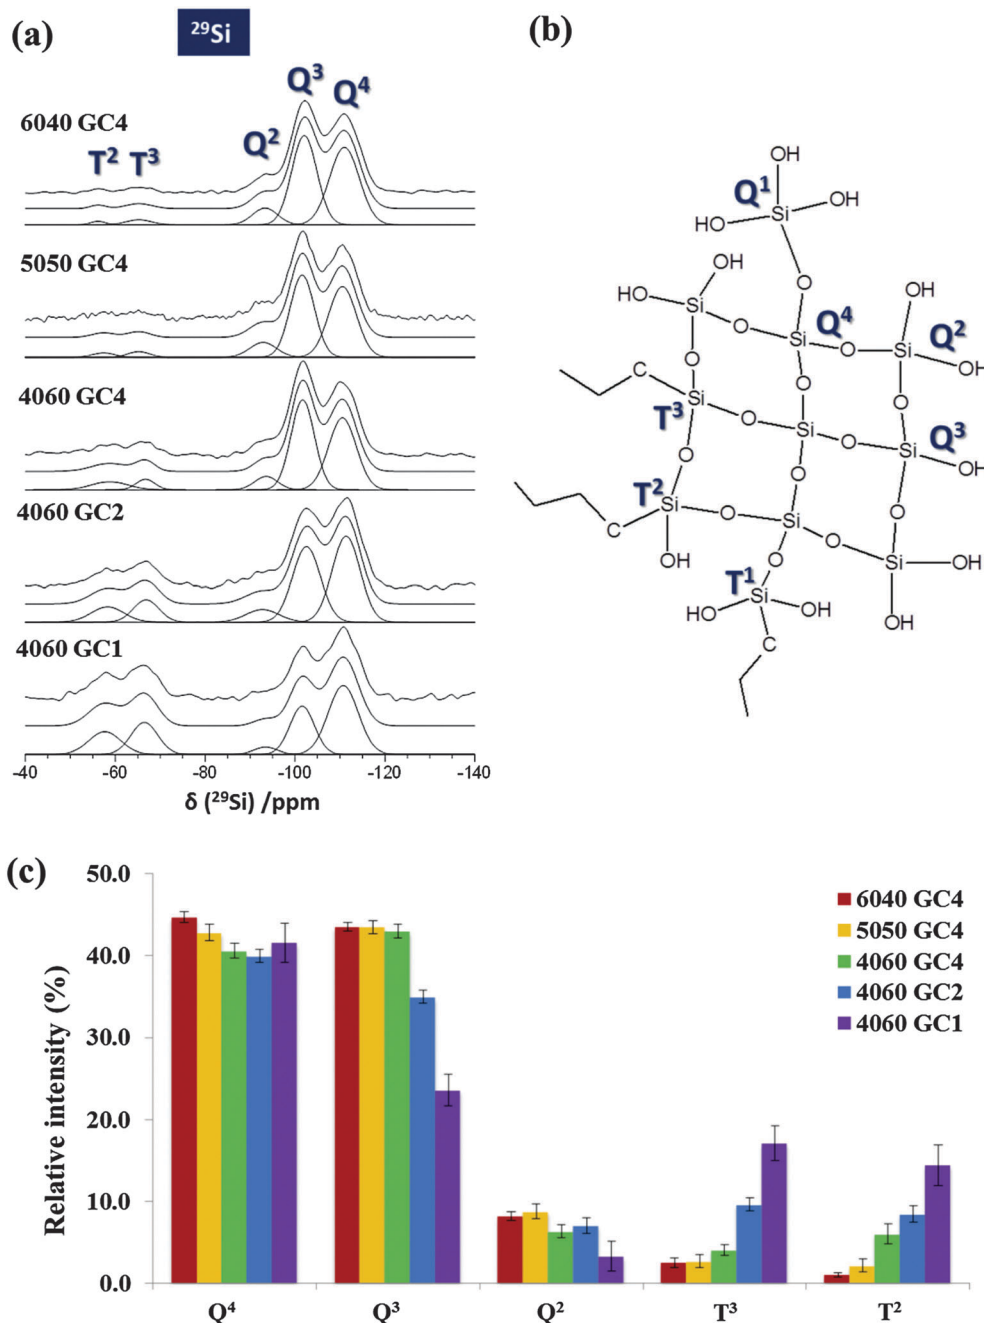 (a)
²⁹Si
(b)
6040 GC4
T² T³ Q² Q³ Q⁴
5050 GC4
4060 GC4
4060 GC2
4060 GC1
-40 -60 -80 -100 -120 -140
δ (²⁹Si) /ppm
OH
Q¹
HO Si OH
OH O OH
HO Si O Si Q⁴ O Si Q²
OH
O O O
C Si O Si O Si Q³
T³ OH
O O O
T² Si O Si O Si OH
C OH O OH
T¹
HO Si OH
C
(c)
Relative intensity (%)
50.0
40.0
30.0
20.0
10.0
0.0
6040 GC4
5050 GC4
4060 GC4
4060 GC2
4060 GC1
Q⁴ Q³ Q² T³ T²